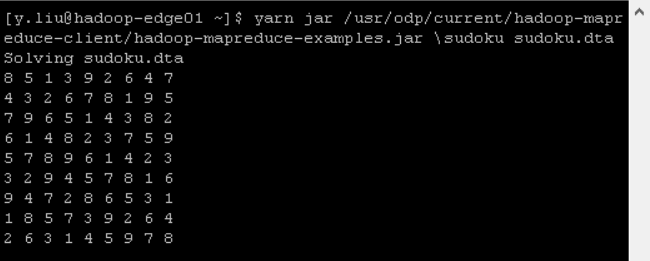 [y.liu@hadoop-edge01 ~]$ yarn jar /usr/odp/current/hadoop-mapr
educe-client/hadoop-mapreduce-examples.jar \sudoku sudoku.dta
Solving sudoku.dta
8 5 1 3 9 2 6 4 7
4 3 2 6 7 8 1 9 5
7 9 6 5 1 4 3 8 2
6 1 4 8 2 3 7 5 9
5 7 8 9 6 1 4 2 3
3 2 9 4 5 7 8 1 6
9 4 7 2 8 6 5 3 1
1 8 5 7 3 9 2 6 4
2 6 3 1 4 5 9 7 8